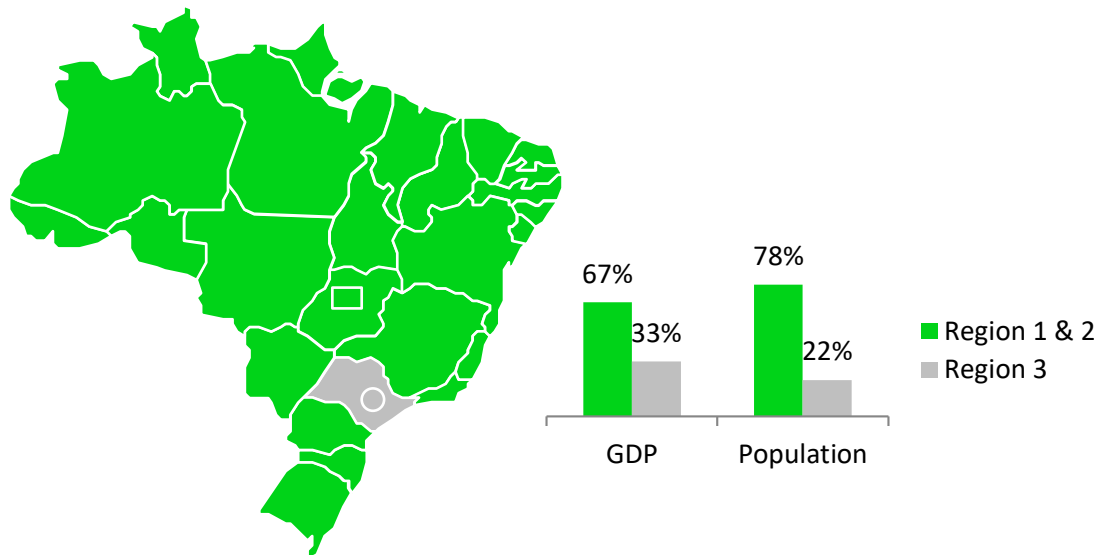 67%
33%
78%
22%
GDP
Population
Region 1 & 2
Region 3